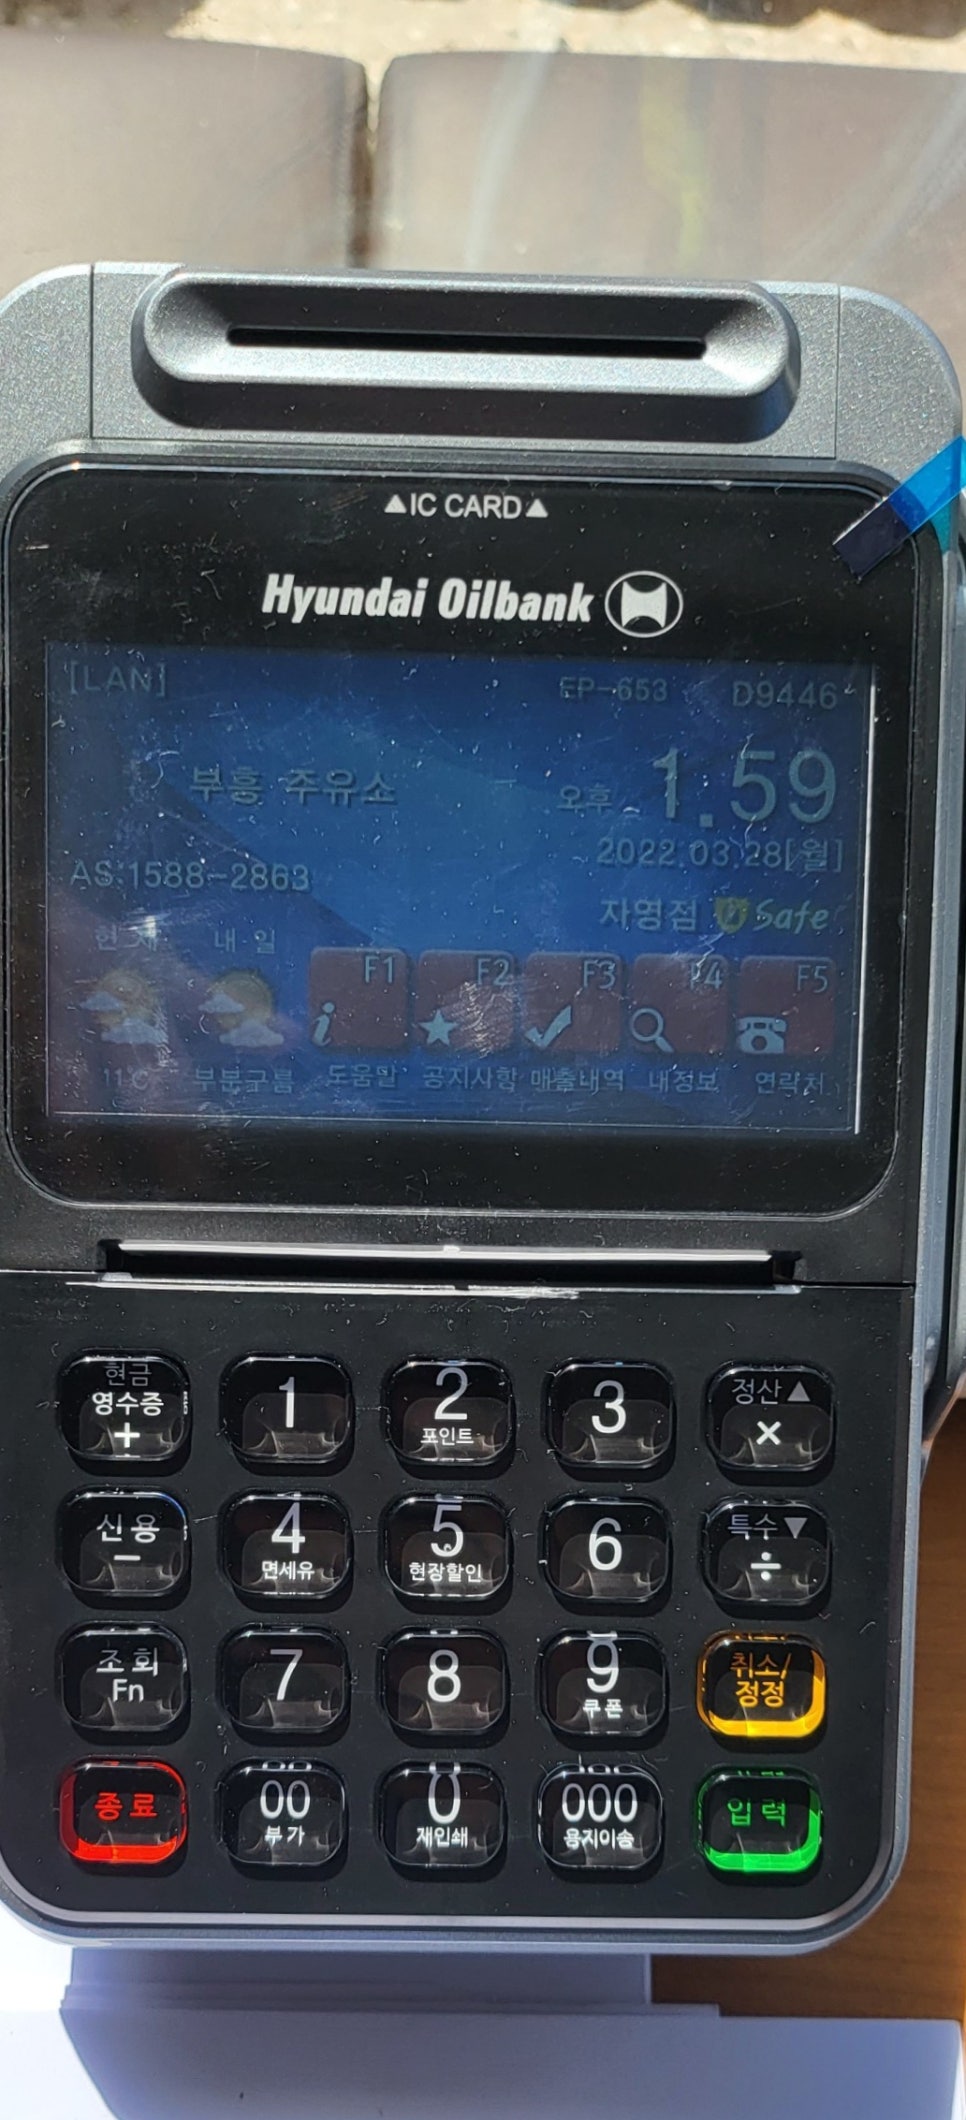 ▲IC CARD▲
Hyundai Oilbank
[LAN] EP-653 D9446
부흥 주유소 오후 1.59
2022.03.28[월]
AS:1588-2863
자영점 Safe
현재 내일 F1 F2 F3 F4 F5
11℃ 부분구름 도움말 공지사항 매출내역 내정보 연락처
현금
영수증
+
1
2
포인트
3
정산▲
×
신용
−
4
면세유
5
현장할인
6
특수▼
÷
조회
Fn
7
8
9
쿠폰
취소/
정정
종료
00
부가
0
재인쇄
000
용지이송
입력